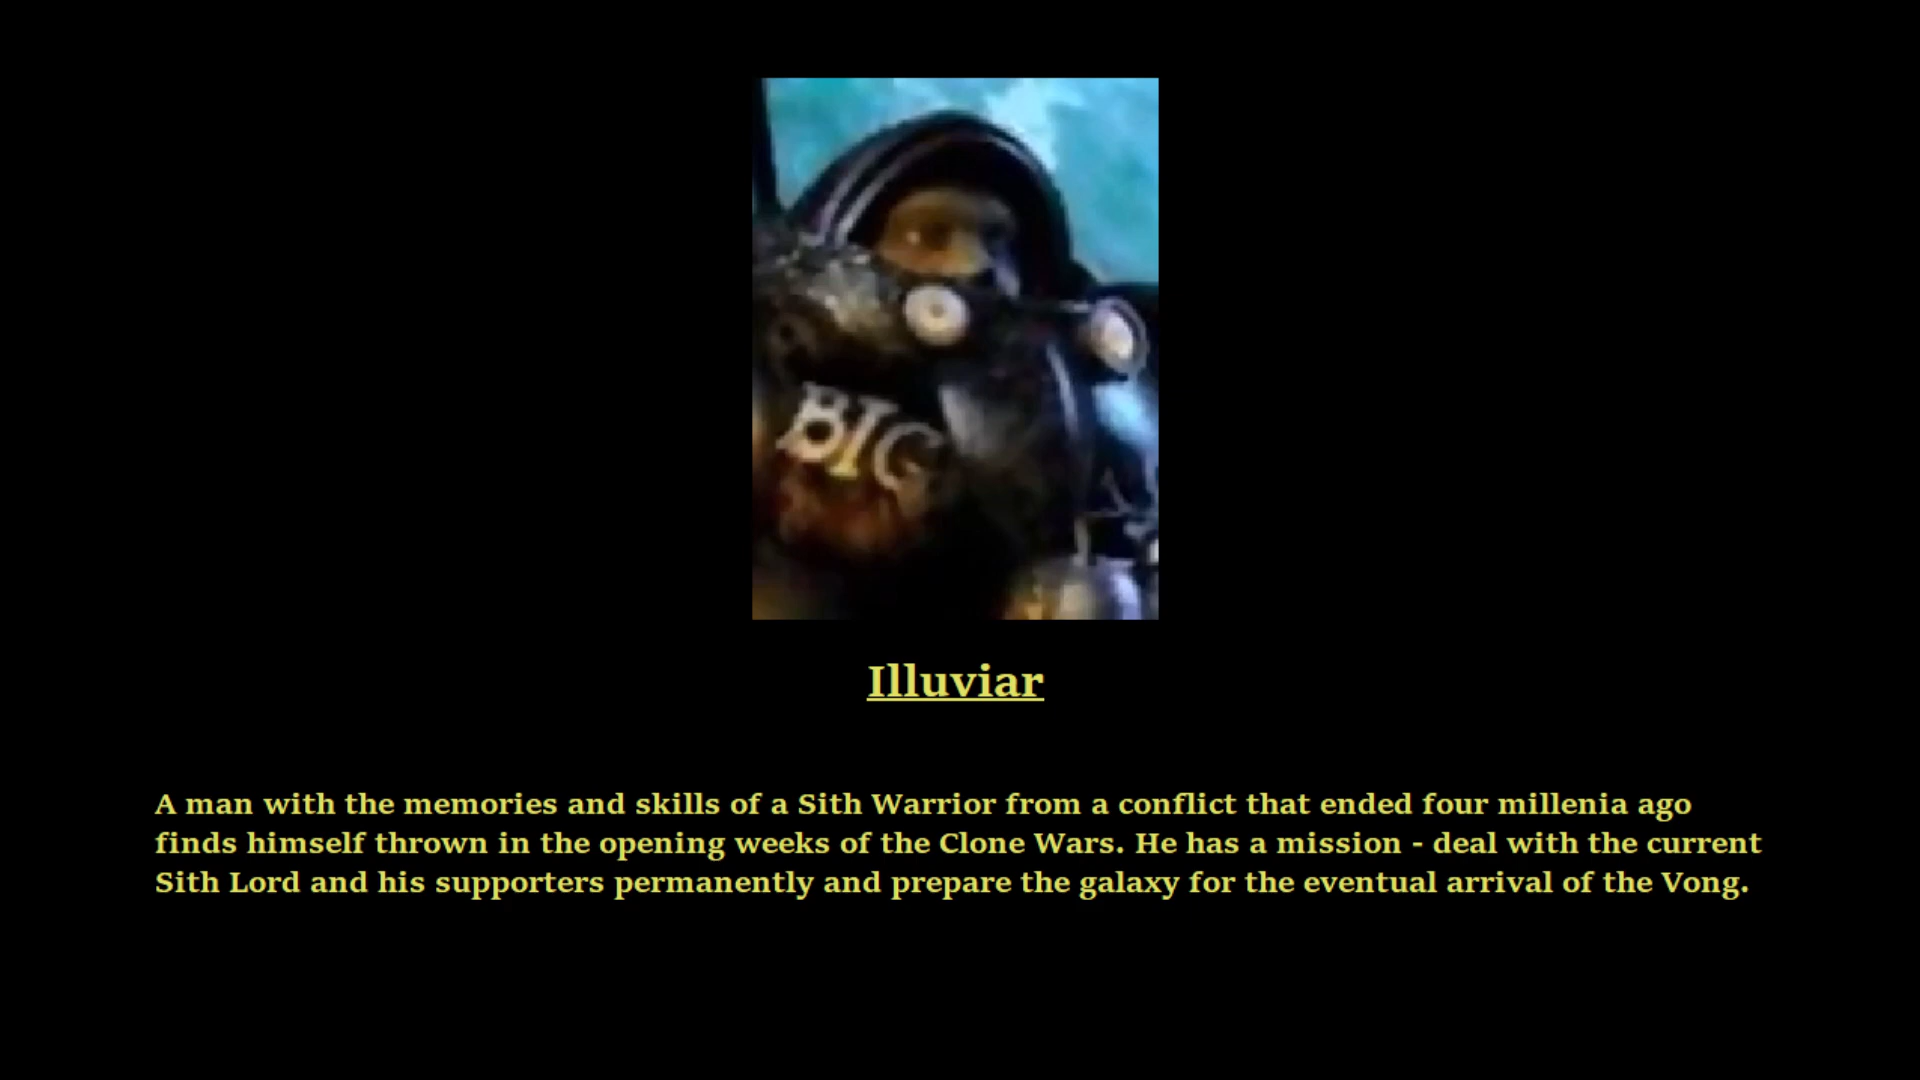 BIG
Illuviar
A man with the memories and skills of a Sith Warrior from a conflict that ended four millenia ago
finds himself thrown in the opening weeks of the Clone Wars. He has a mission - deal with the current
Sith Lord and his supporters permanently and prepare the galaxy for the eventual arrival of the Vong.